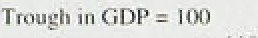 Trough in GDP = 100